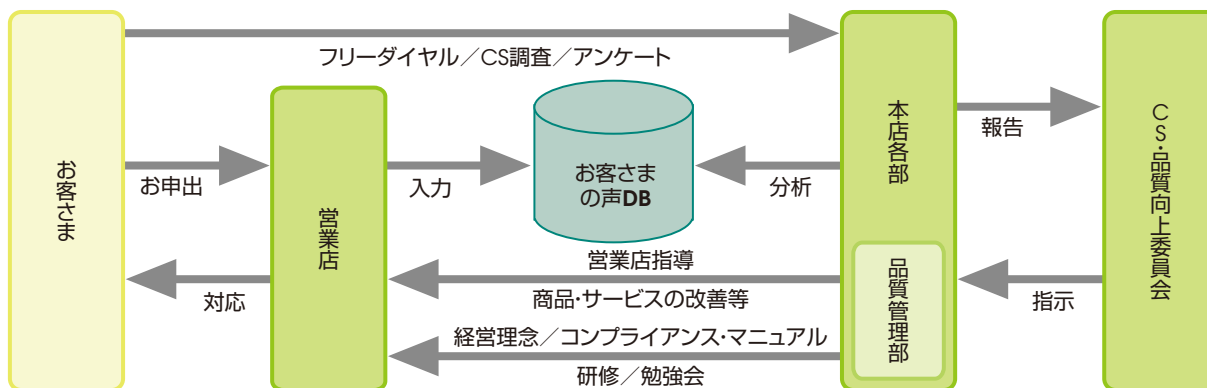 フリーダイヤル／CS調査／アンケート
お客さま
お申出
営業店
入力
お客さま
の声DB
分析
本店各部
報告
CS・品質向上委員会
対応
営業店指導
商品・サービスの改善等
品質管理部
指示
経営理念／コンプライアンス・マニュアル
研修／勉強会